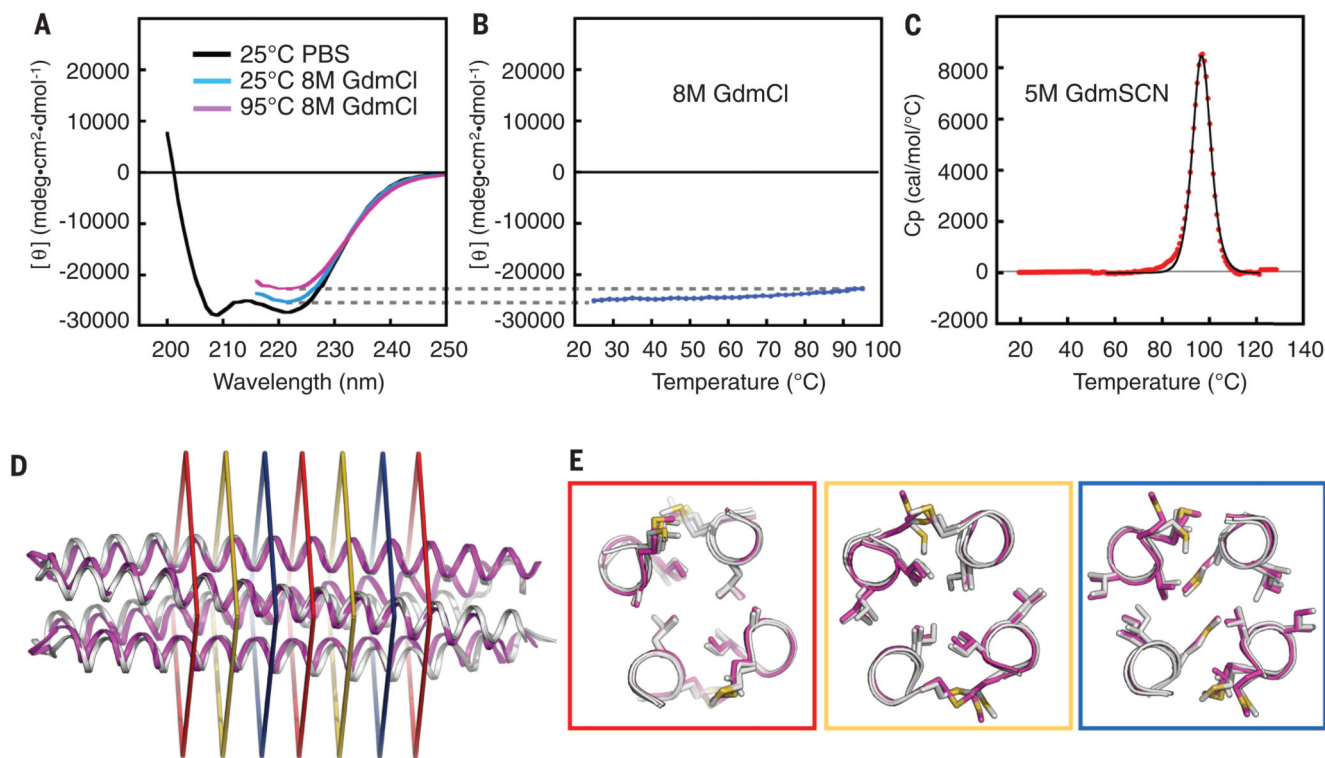 A
25°C PBS
25°C 8M GdmCl
95°C 8M GdmCl
[θ] (mdeg•cm²•dmol⁻¹)
20000
10000
0
-10000
-20000
-30000
200 210 220 230 240 250
Wavelength (nm)
B
8M GdmCl
[θ] (mdeg•cm²•dmol⁻¹)
20000
10000
0
-10000
-20000
-30000
20 30 40 50 60 70 80 90 100
Temperature (°C)
C
5M GdmSCN
Cp (cal/mol/°C)
8000
6000
4000
2000
0
-2000
20 40 60 80 100 120 140
Temperature (°C)
D
E